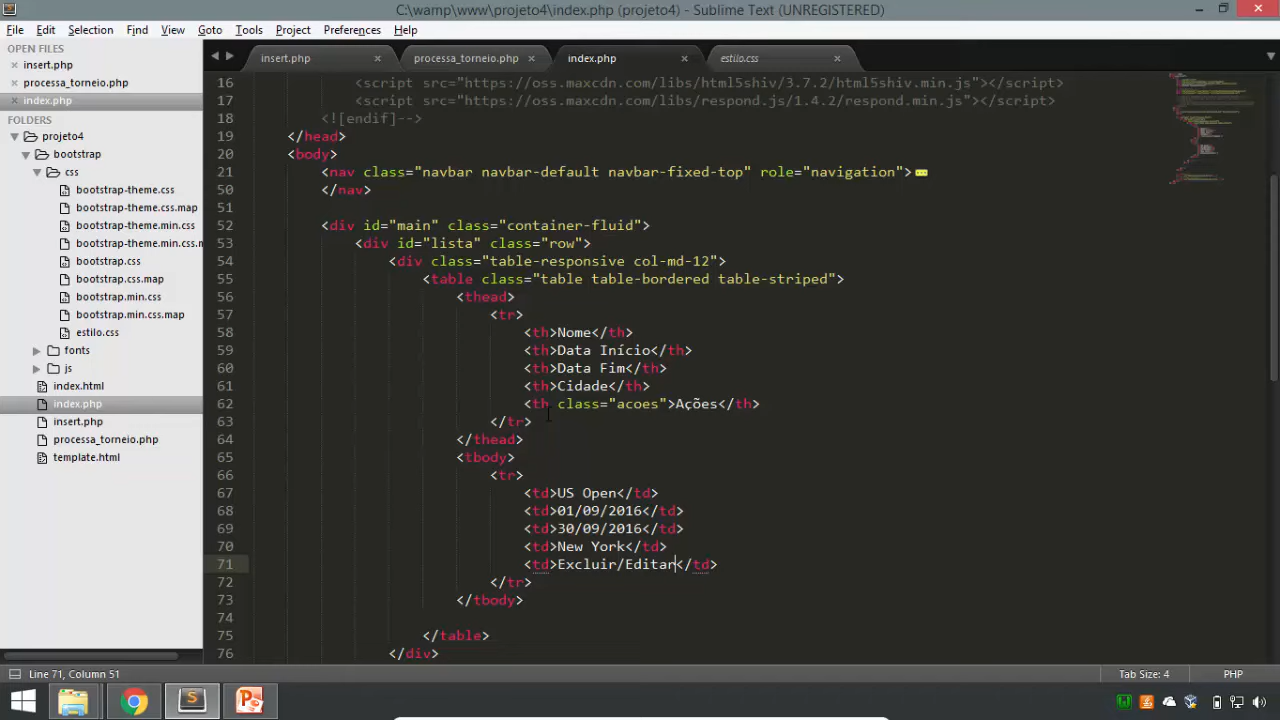 C:\wamp\www\projeto4\index.php (projeto4) - Sublime Text (UNREGISTERED)
File Edit Selection Find View Goto Tools Project Preferences Help
OPEN FILES
insert.php
processa_torneio.php
index.php
FOLDERS
projeto4
bootstrap
css
bootstrap-theme.css
bootstrap-theme.css.map
bootstrap-theme.min.css
bootstrap-theme.min.css.m
bootstrap.css
bootstrap.css.map
bootstrap.min.css
bootstrap.min.css.map
estilo.css
fonts
js
index.html
index.php
insert.php
processa_torneio.php
template.html
insert.php processa_torneio.php index.php estilo.css
16 <script src="https://oss.maxcdn.com/libs/html5shiv/3.7.2/html5shiv.min.js"></script>
17 <script src="https://oss.maxcdn.com/libs/respond.js/1.4.2/respond.min.js"></script>
18 <![endif]-->
19 </head>
20 <body>
21 <nav class="navbar navbar-default navbar-fixed-top" role="navigation">
50 </nav>
51
52 <div id="main" class="container-fluid">
53 <div id="lista" class="row">
54 <div class="table-responsive col-md-12">
55 <table class="table table-bordered table-striped">
56 <thead>
57 <tr>
58 <th>Nome</th>
59 <th>Data Início</th>
60 <th>Data Fim</th>
61 <th>Cidade</th>
62 <th class="acoes">Ações</th>
63 </tr>
64 </thead>
65 <tbody>
66 <tr>
67 <td>US Open</td>
68 <td>01/09/2016</td>
69 <td>30/09/2016</td>
70 <td>New York</td>
71 <td>Excluir/Editar</td>
72 </tr>
73 </tbody>
74
75 </table>
76 </div>
Line 71, Column 51 Tab Size: 4 PHP